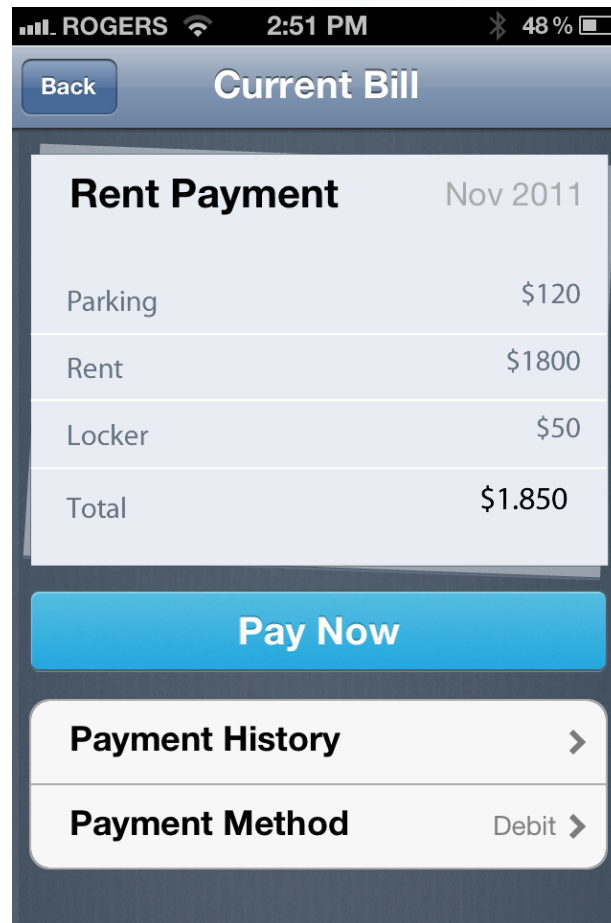 ROGERS 2:51 PM 48%
Back Current Bill
Rent Payment Nov 2011
Parking $120
Rent $1800
Locker $50
Total $1.850
Pay Now
Payment History
Payment Method Debit